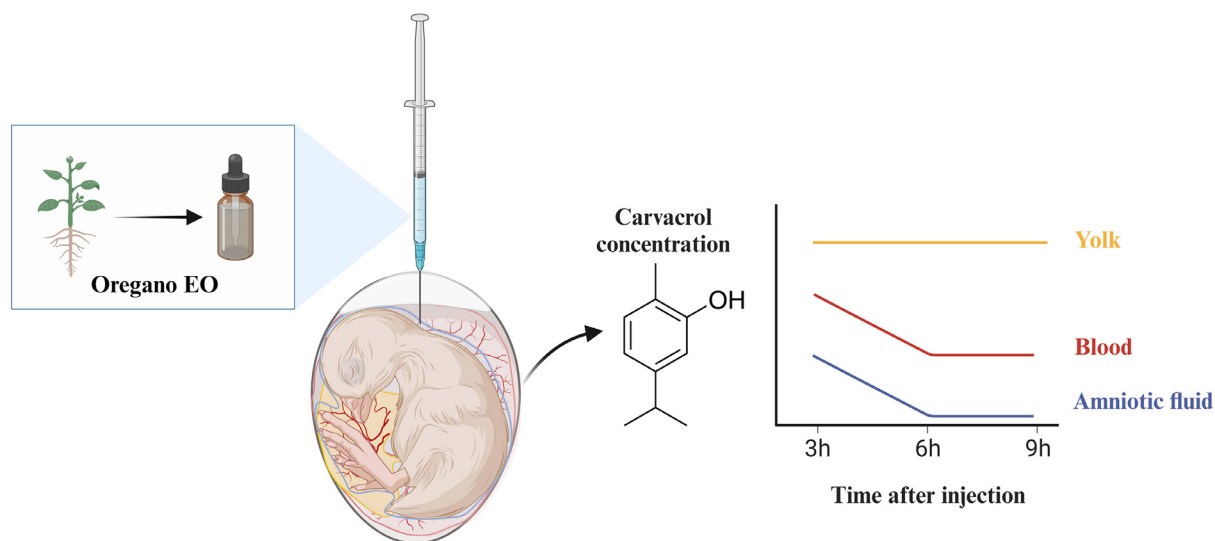 Oregano EO
Carvacrol
concentration
OH
Yolk
Blood
Amniotic fluid
3h
6h
9h
Time after injection